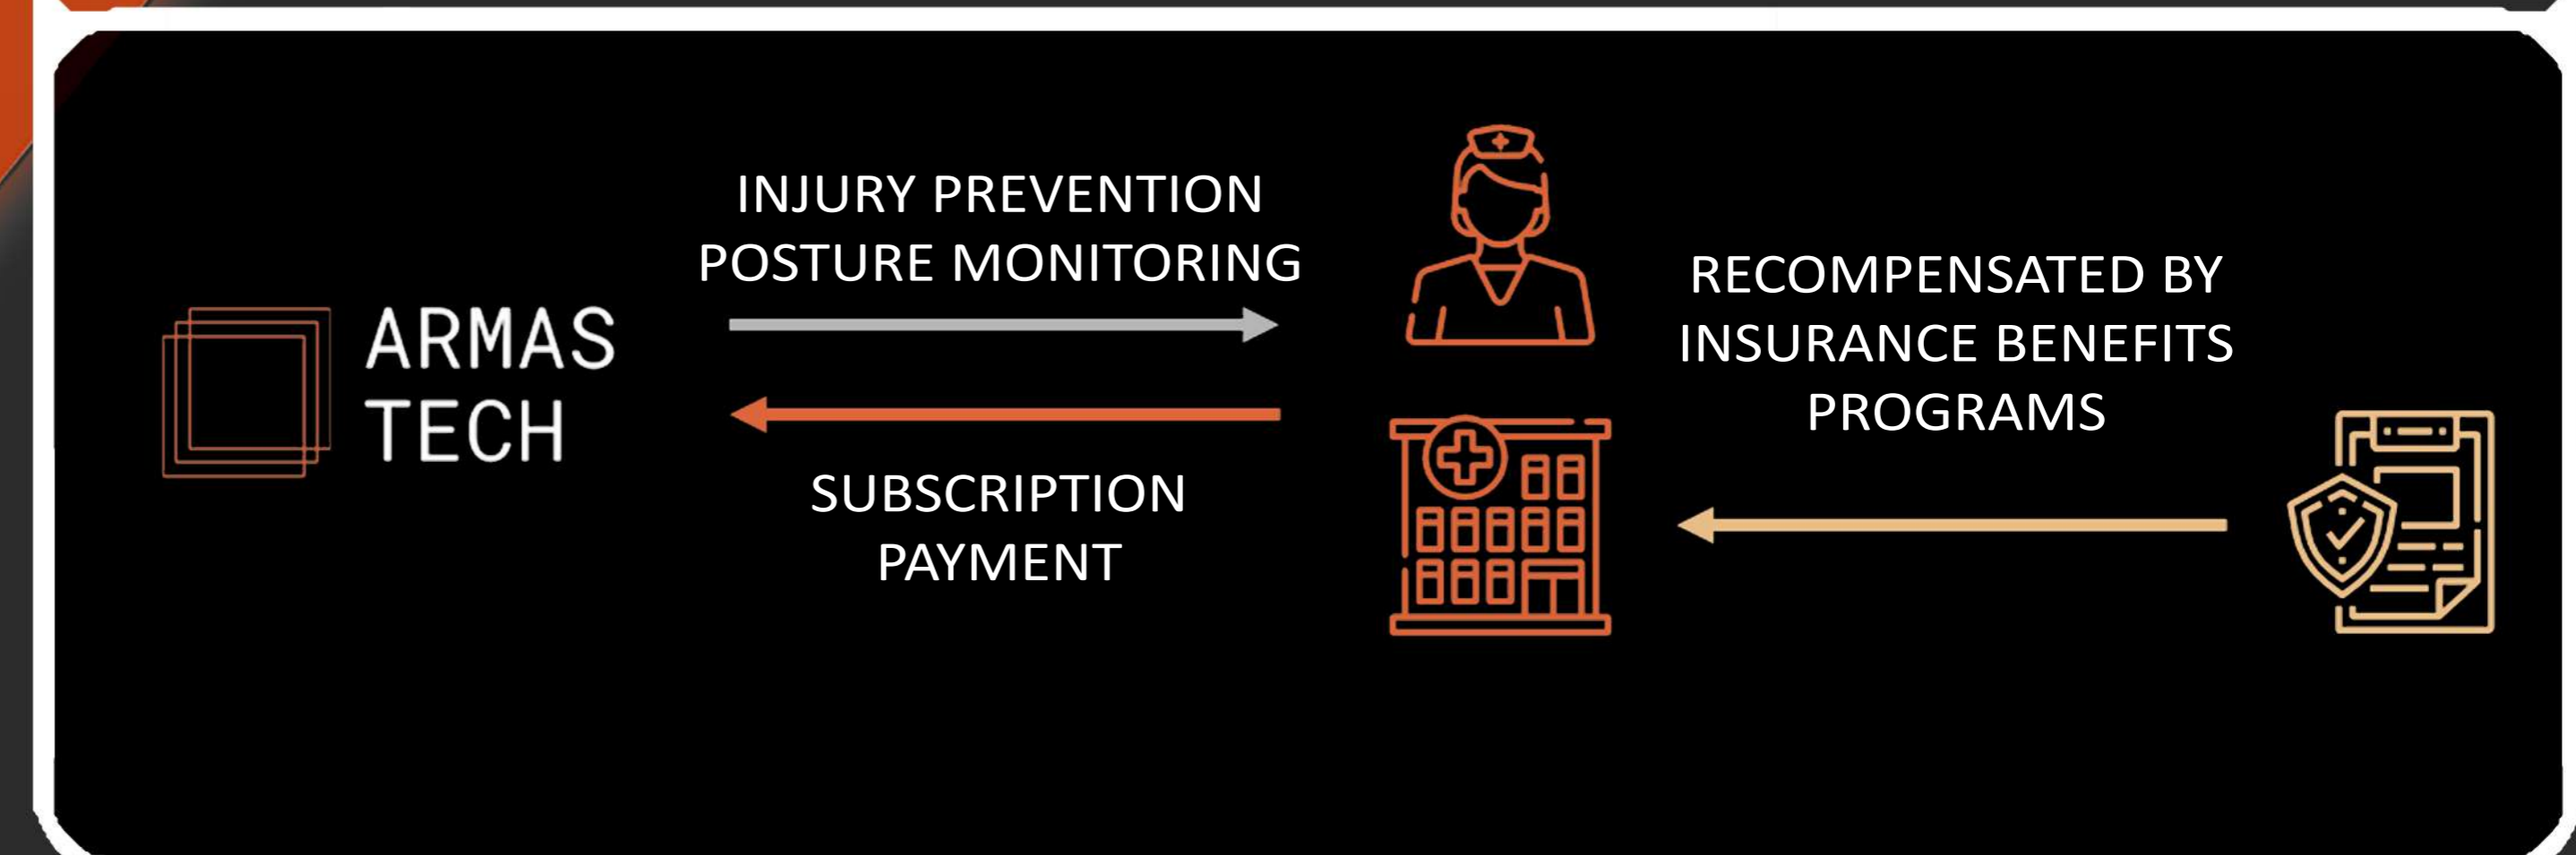 ARMAS
TECH
INJURY PREVENTION
POSTURE MONITORING
SUBSCRIPTION
PAYMENT
RECOMPENSATED BY
INSURANCE BENEFITS
PROGRAMS